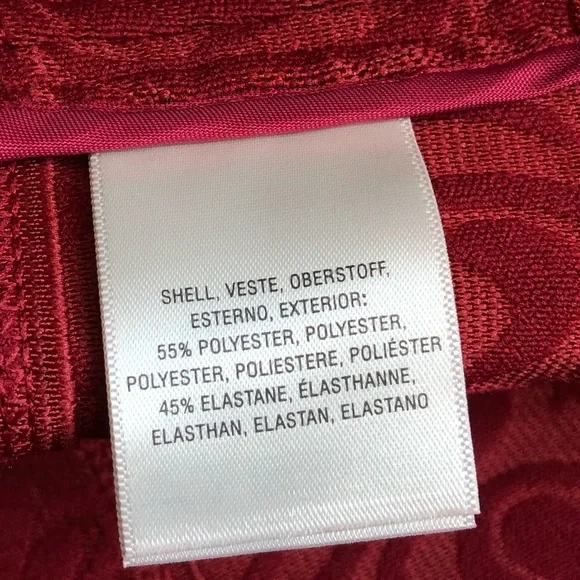 SHELL, VESTE, OBERSTOFF,
ESTERNO, EXTERIOR:
55% POLYESTER, POLYESTER,
POLYESTER, POLIESTERE, POLIÉSTER
45% ELASTANE, ÉLASTHANNE,
ELASTHAN, ELASTAN, ELASTANO